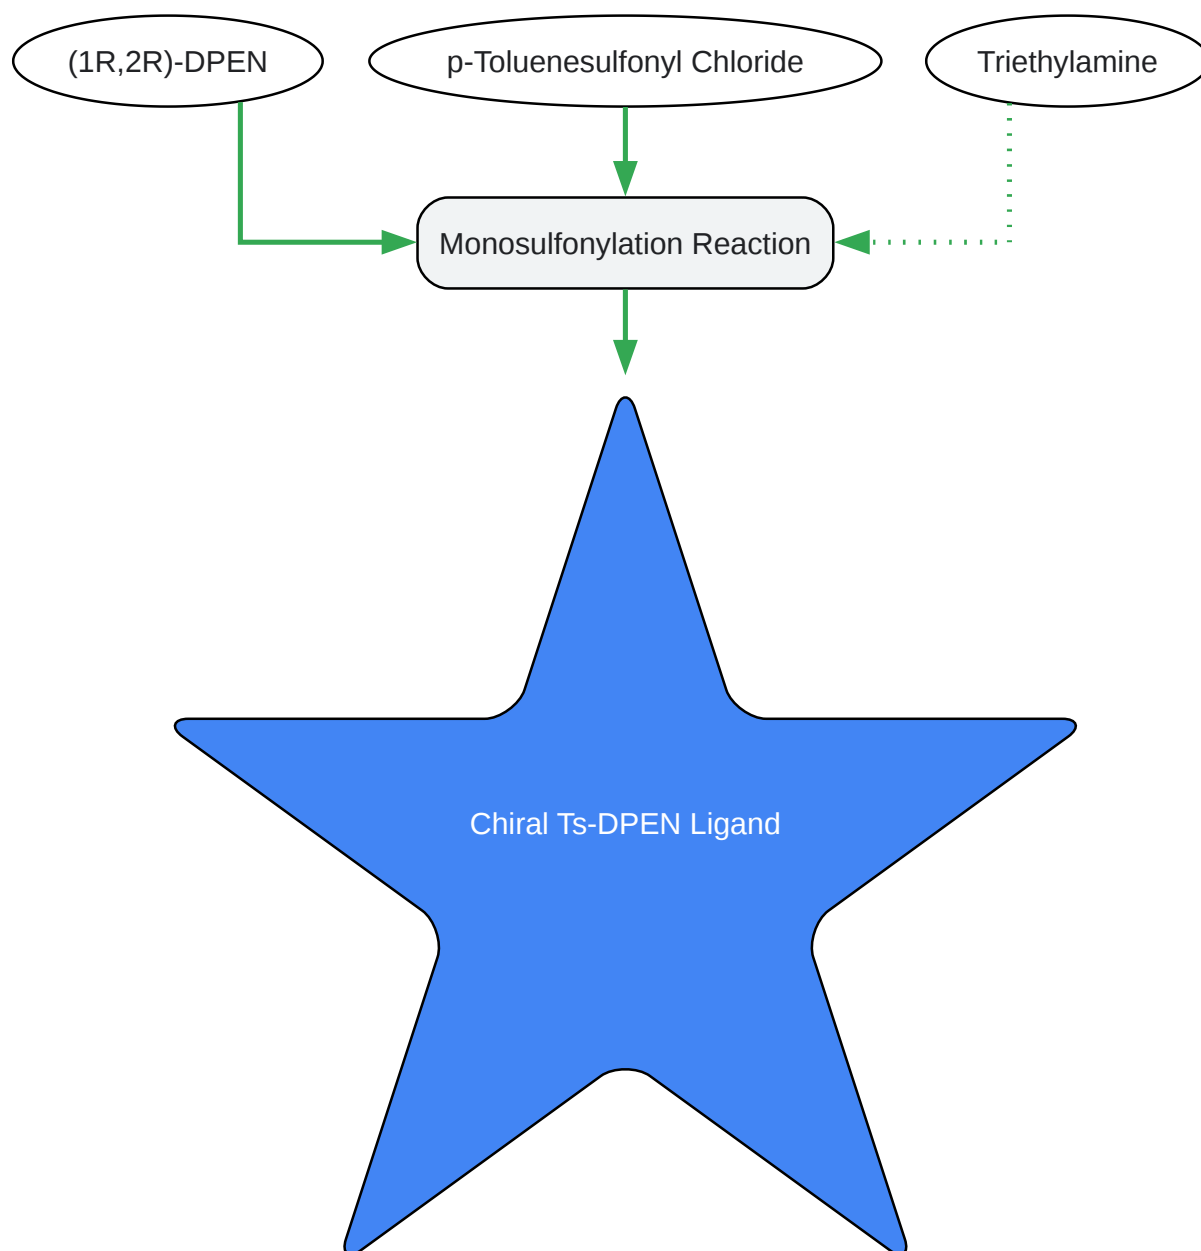 (1R,2R)-DPEN
p-Toluenesulfonyl Chloride
Triethylamine
Monosulfonylation Reaction
Chiral Ts-DPEN Ligand